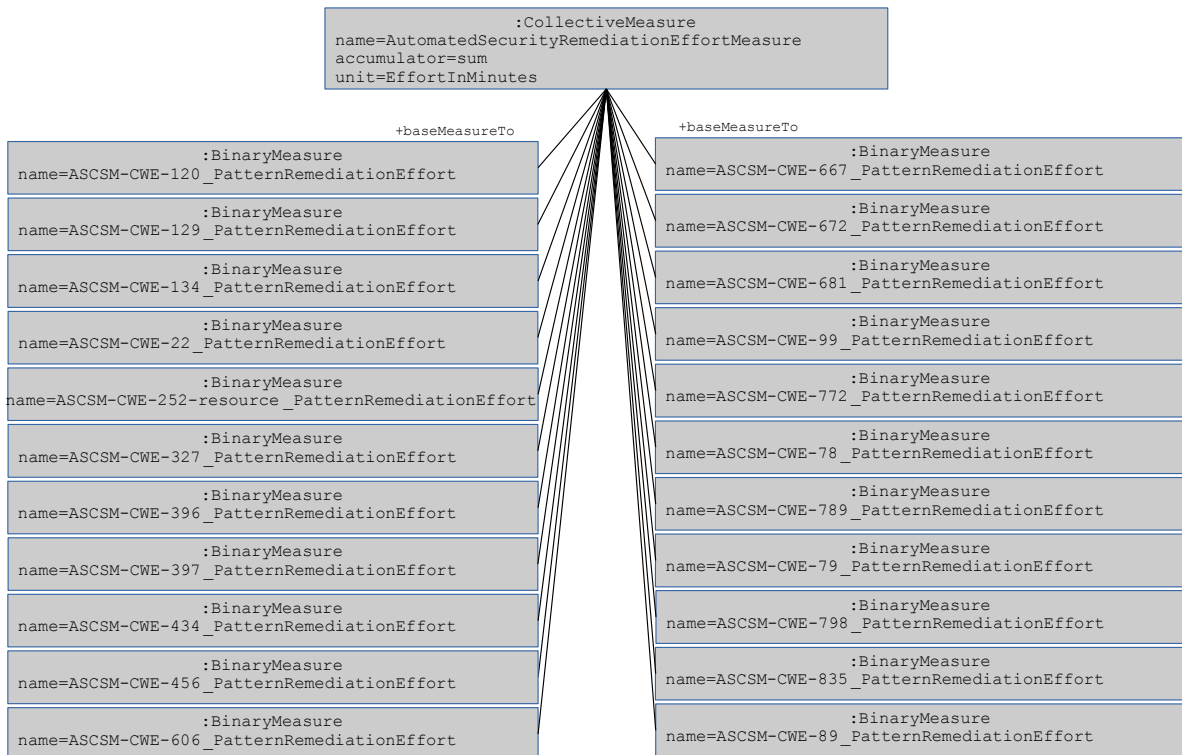 :CollectiveMeasure
name=AutomatedSecurityRemediationEffortMeasure
accumulator=sum
unit=EffortInMinutes
+baseMeasureTo
:BinaryMeasure
name=ASCSM-CWE-120_PatternRemediationEffort
:BinaryMeasure
name=ASCSM-CWE-129_PatternRemediationEffort
:BinaryMeasure
name=ASCSM-CWE-134_PatternRemediationEffort
:BinaryMeasure
name=ASCSM-CWE-22_PatternRemediationEffort
:BinaryMeasure
name=ASCSM-CWE-252-resource_PatternRemediationEffort
:BinaryMeasure
name=ASCSM-CWE-327_PatternRemediationEffort
:BinaryMeasure
name=ASCSM-CWE-396_PatternRemediationEffort
:BinaryMeasure
name=ASCSM-CWE-397_PatternRemediationEffort
:BinaryMeasure
name=ASCSM-CWE-434_PatternRemediationEffort
:BinaryMeasure
name=ASCSM-CWE-456_PatternRemediationEffort
:BinaryMeasure
name=ASCSM-CWE-606_PatternRemediationEffort
+baseMeasureTo
:BinaryMeasure
name=ASCSM-CWE-667_PatternRemediationEffort
:BinaryMeasure
name=ASCSM-CWE-672_PatternRemediationEffort
:BinaryMeasure
name=ASCSM-CWE-681_PatternRemediationEffort
:BinaryMeasure
name=ASCSM-CWE-99_PatternRemediationEffort
:BinaryMeasure
name=ASCSM-CWE-772_PatternRemediationEffort
:BinaryMeasure
name=ASCSM-CWE-78_PatternRemediationEffort
:BinaryMeasure
name=ASCSM-CWE-789_PatternRemediationEffort
:BinaryMeasure
name=ASCSM-CWE-79_PatternRemediationEffort
:BinaryMeasure
name=ASCSM-CWE-798_PatternRemediationEffort
:BinaryMeasure
name=ASCSM-CWE-835_PatternRemediationEffort
:BinaryMeasure
name=ASCSM-CWE-89_PatternRemediationEffort